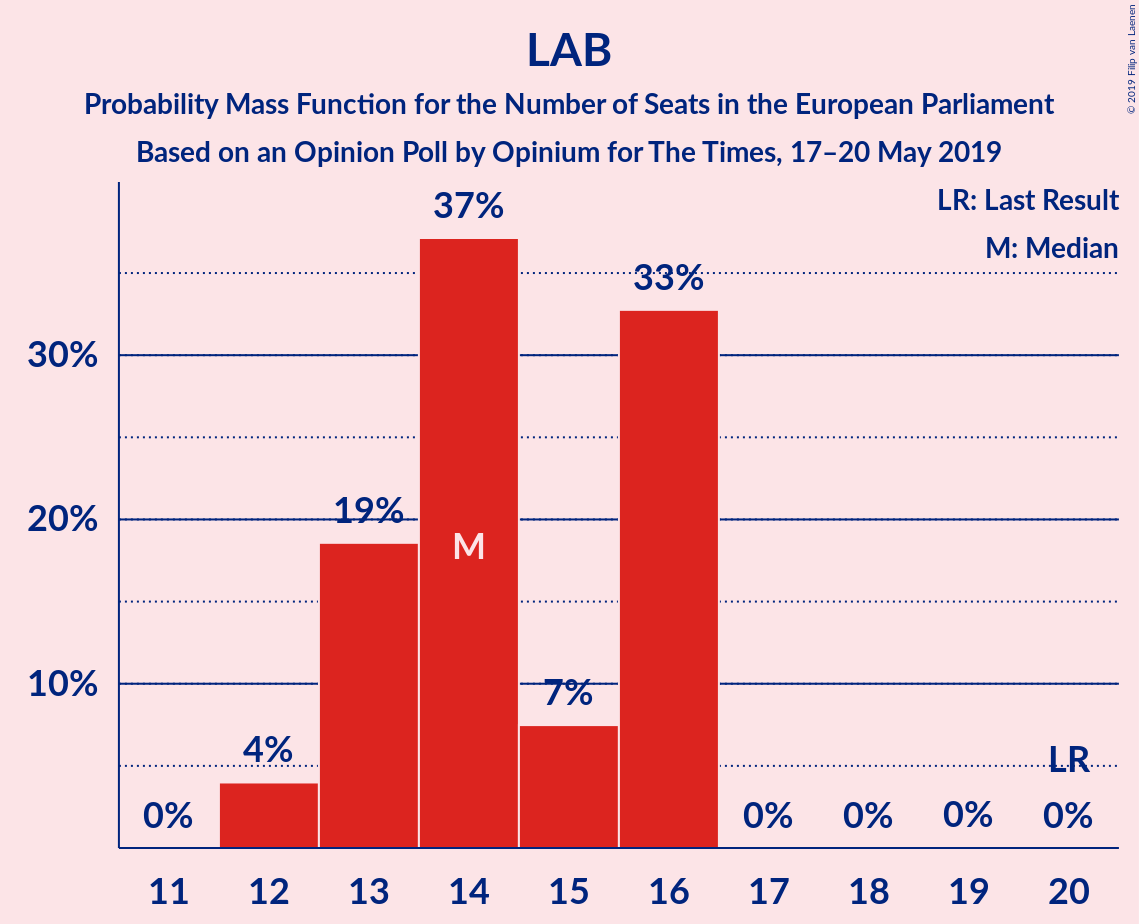 LAB
Probability Mass Function for the Number of Seats in the European Parliament
Based on an Opinion Poll by Opinium for The Times, 17–20 May 2019
© 2019 Filip van Laenen
LR: Last Result
M: Median
37%
33%
30%
19%
20%
M
10%
7%
4%
LR
0%
0%
0%
0%
0%
11 12 13 14 15 16 17 18 19 20